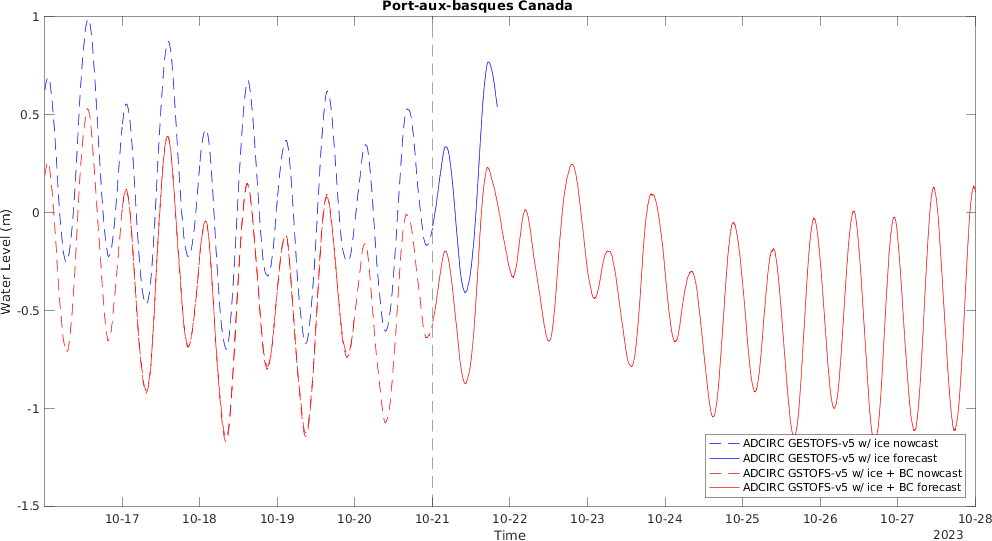 Port-aux-basques Canada
1
0.5
0
-0.5
-1
-1.5
Water Level (m)
ADCIRC GESTOFS-v5 w/ ice nowcast
ADCIRC GESTOFS-v5 w/ ice forecast
ADCIRC GSTOFS-v5 w/ ice + BC nowcast
ADCIRC GSTOFS-v5 w/ ice + BC forecast
10-17 10-18 10-19 10-20 10-21 10-22 10-23 10-24 10-25 10-26 10-27 10-28
Time
2023